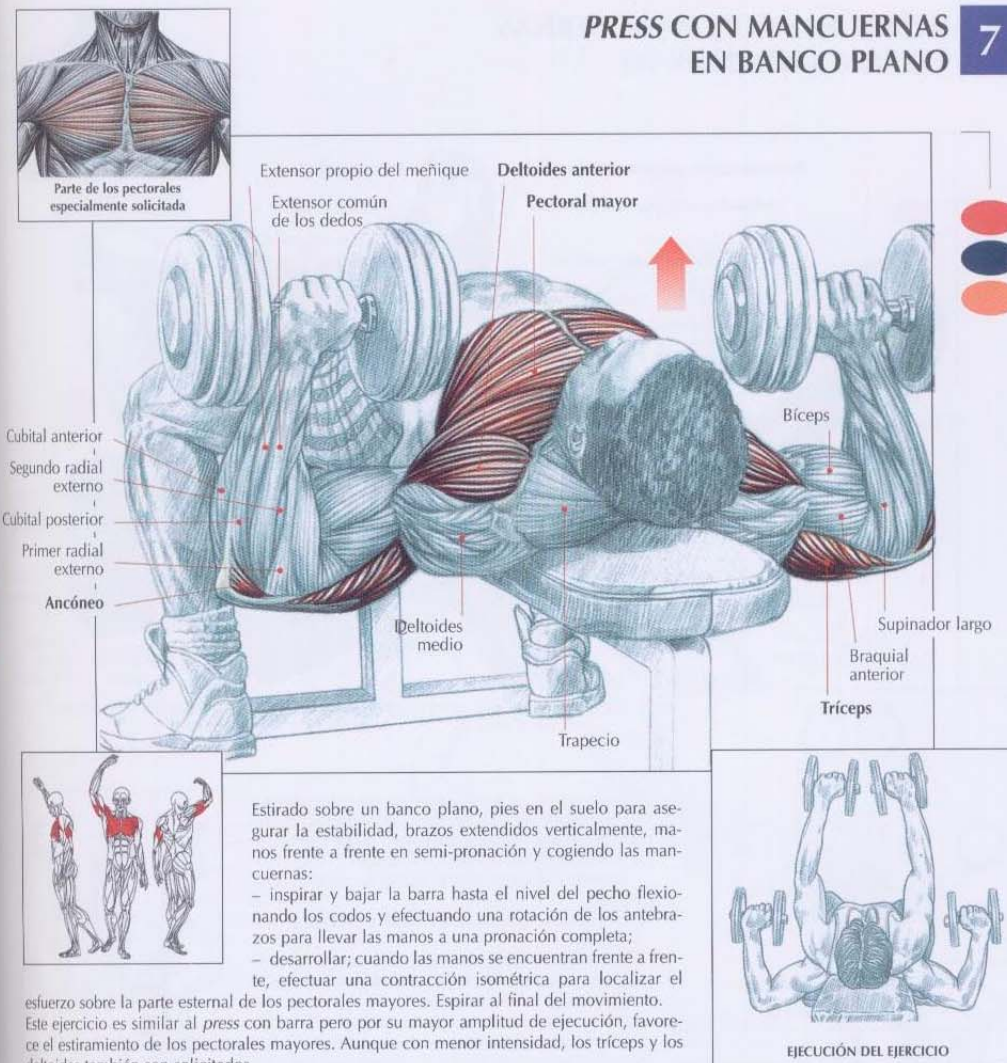 PRESS CON MANCUERNAS
EN BANCO PLANO
7
Parte de los pectorales
especialmente solicitada
Extensor propio del meñique
Extensor común
de los dedos
Deltoides anterior
Pectoral mayor
Bíceps
Cubital anterior
Segundo radial
externo
Cubital posterior
Primer radial
externo
Ancóneo
Deltoides
medio
Trapecio
Supinador largo
Braquial
anterior
Tríceps
Estirado sobre un banco plano, pies en el suelo para ase-
gurar la estabilidad, brazos extendidos verticalmente, ma-
nos frente a frente en semi-pronación y cogiendo las man-
cuernas:
– inspirar y bajar la barra hasta el nivel del pecho flexio-
nando los codos y efectuando una rotación de los antebra-
zos para llevar las manos a una pronación completa;
– desarrollar; cuando las manos se encuentran frente a fren-
te, efectuar una contracción isométrica para localizar el
esfuerzo sobre la parte esternal de los pectorales mayores. Espirar al final del movimiento.
Este ejercicio es similar al press con barra pero por su mayor amplitud de ejecución, favore-
ce el estiramiento de los pectorales mayores. Aunque con menor intensidad, los tríceps y los
deltoides también son solicitados
EJECUCIÓN DEL EJERCICIO